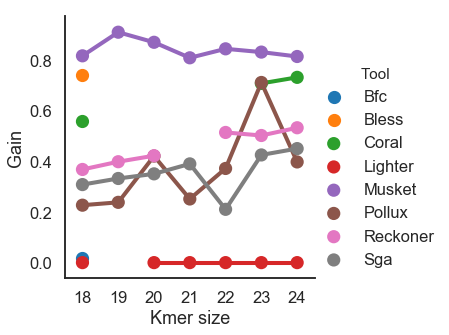 Gain
0.8
0.6
0.4
0.2
0.0
18 19 20 21 22 23 24
Kmer size
Tool
Bfc
Bless
Coral
Lighter
Musket
Pollux
Reckoner
Sga